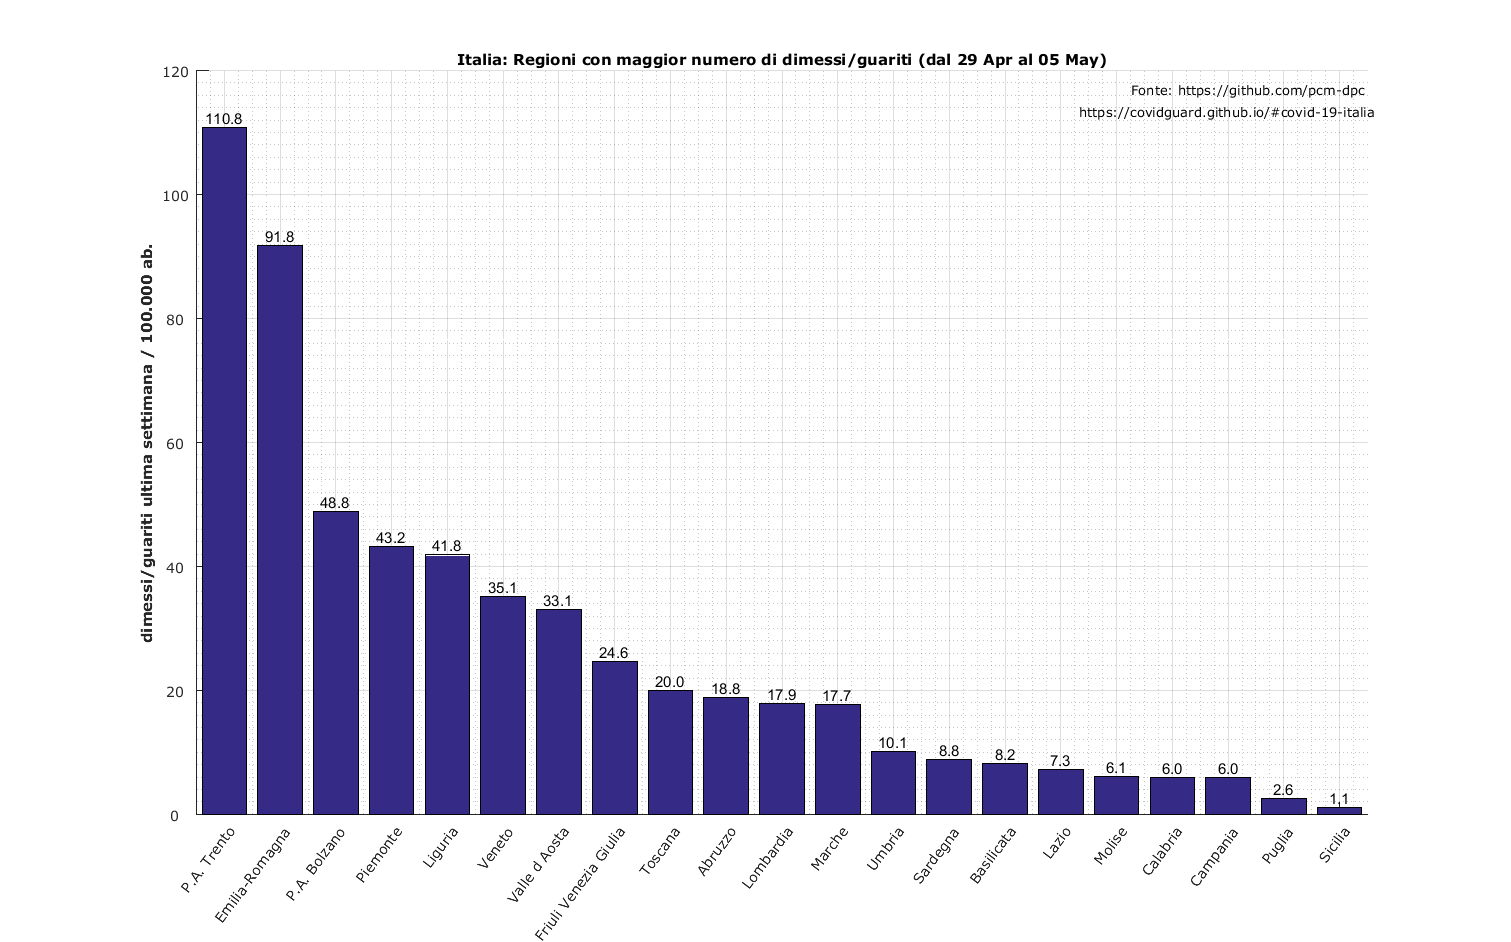 Italia: Regioni con maggior numero di dimessi/guariti (dal 29 Apr al 05 May)
Fonte: https://github.com/pcm-dpc
https://covidguard.github.io/#covid-19-italia
dimessi/guariti ultima settimana / 100.000 ab.
120
100
80
60
40
20
0
110.8
91.8
48.8
43.2
41.8
35.1
33.1
24.6
20.0
18.8
17.9
17.7
10.1
8.8
8.2
7.3
6.1
6.0
6.0
2.6
1.1
P.A. Trento
Emilia-Romagna
P.A. Bolzano
Piemonte
Liguria
Veneto
Valle d Aosta
Friuli Venezia Giulia
Toscana
Abruzzo
Lombardia
Marche
Umbria
Sardegna
Basilicata
Lazio
Molise
Calabria
Campania
Puglia
Sicilia